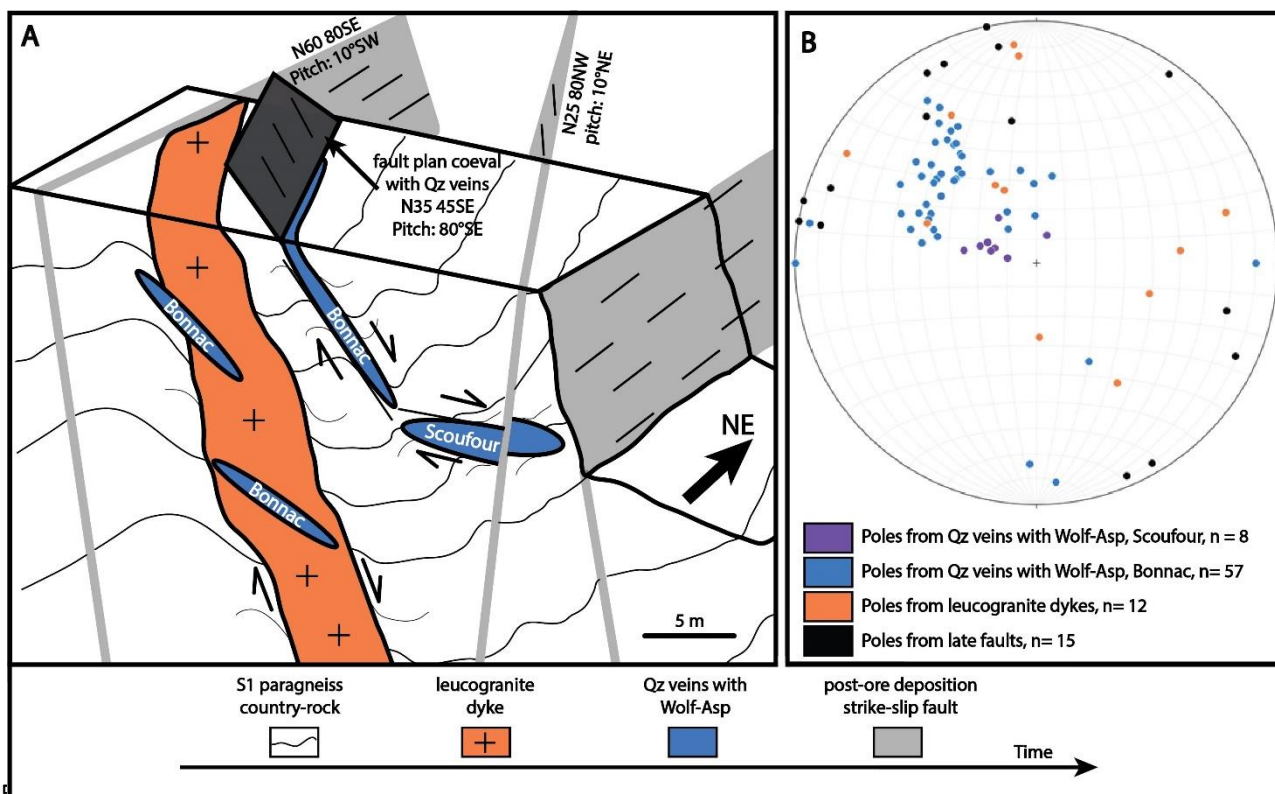 A
N60 80SE
Pitch: 10°SW
N25 80NW
pitch: 10°NE
fault plan coeval
with Qz veins
N35 45SE
Pitch: 80°SE
Bonnac
Bonnac
Scoufour
Bonnac
NE
5 m
B
Poles from Qz veins with Wolf-Asp, Scoufour, n = 8
Poles from Qz veins with Wolf-Asp, Bonnac, n= 57
Poles from leucogranite dykes, n= 12
Poles from late faults, n= 15
S1 paragneiss
country-rock
leucogranite
dyke
Qz veins with
Wolf-Asp
post-ore deposition
strike-slip fault
Time